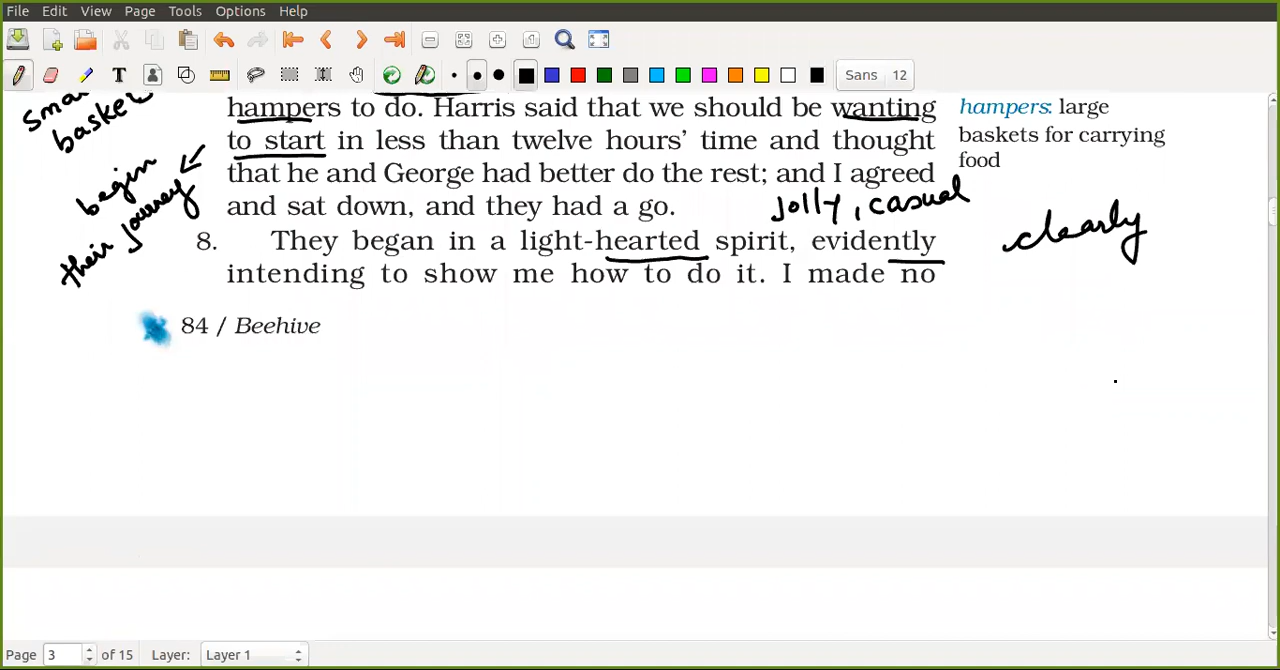 File Edit View Page Tools Options Help
Sans 12
small
basket
hampers to do. Harris said that we should be wanting
to start in less than twelve hours' time and thought
that he and George had better do the rest; and I agreed
and sat down, and they had a go.
hampers: large
baskets for carrying
food
begin
their journey
Jolly, casual
8. They began in a light-hearted spirit, evidently
intending to show me how to do it. I made no
clearly
84 / Beehive
Page 3 of 15 Layer: Layer 1